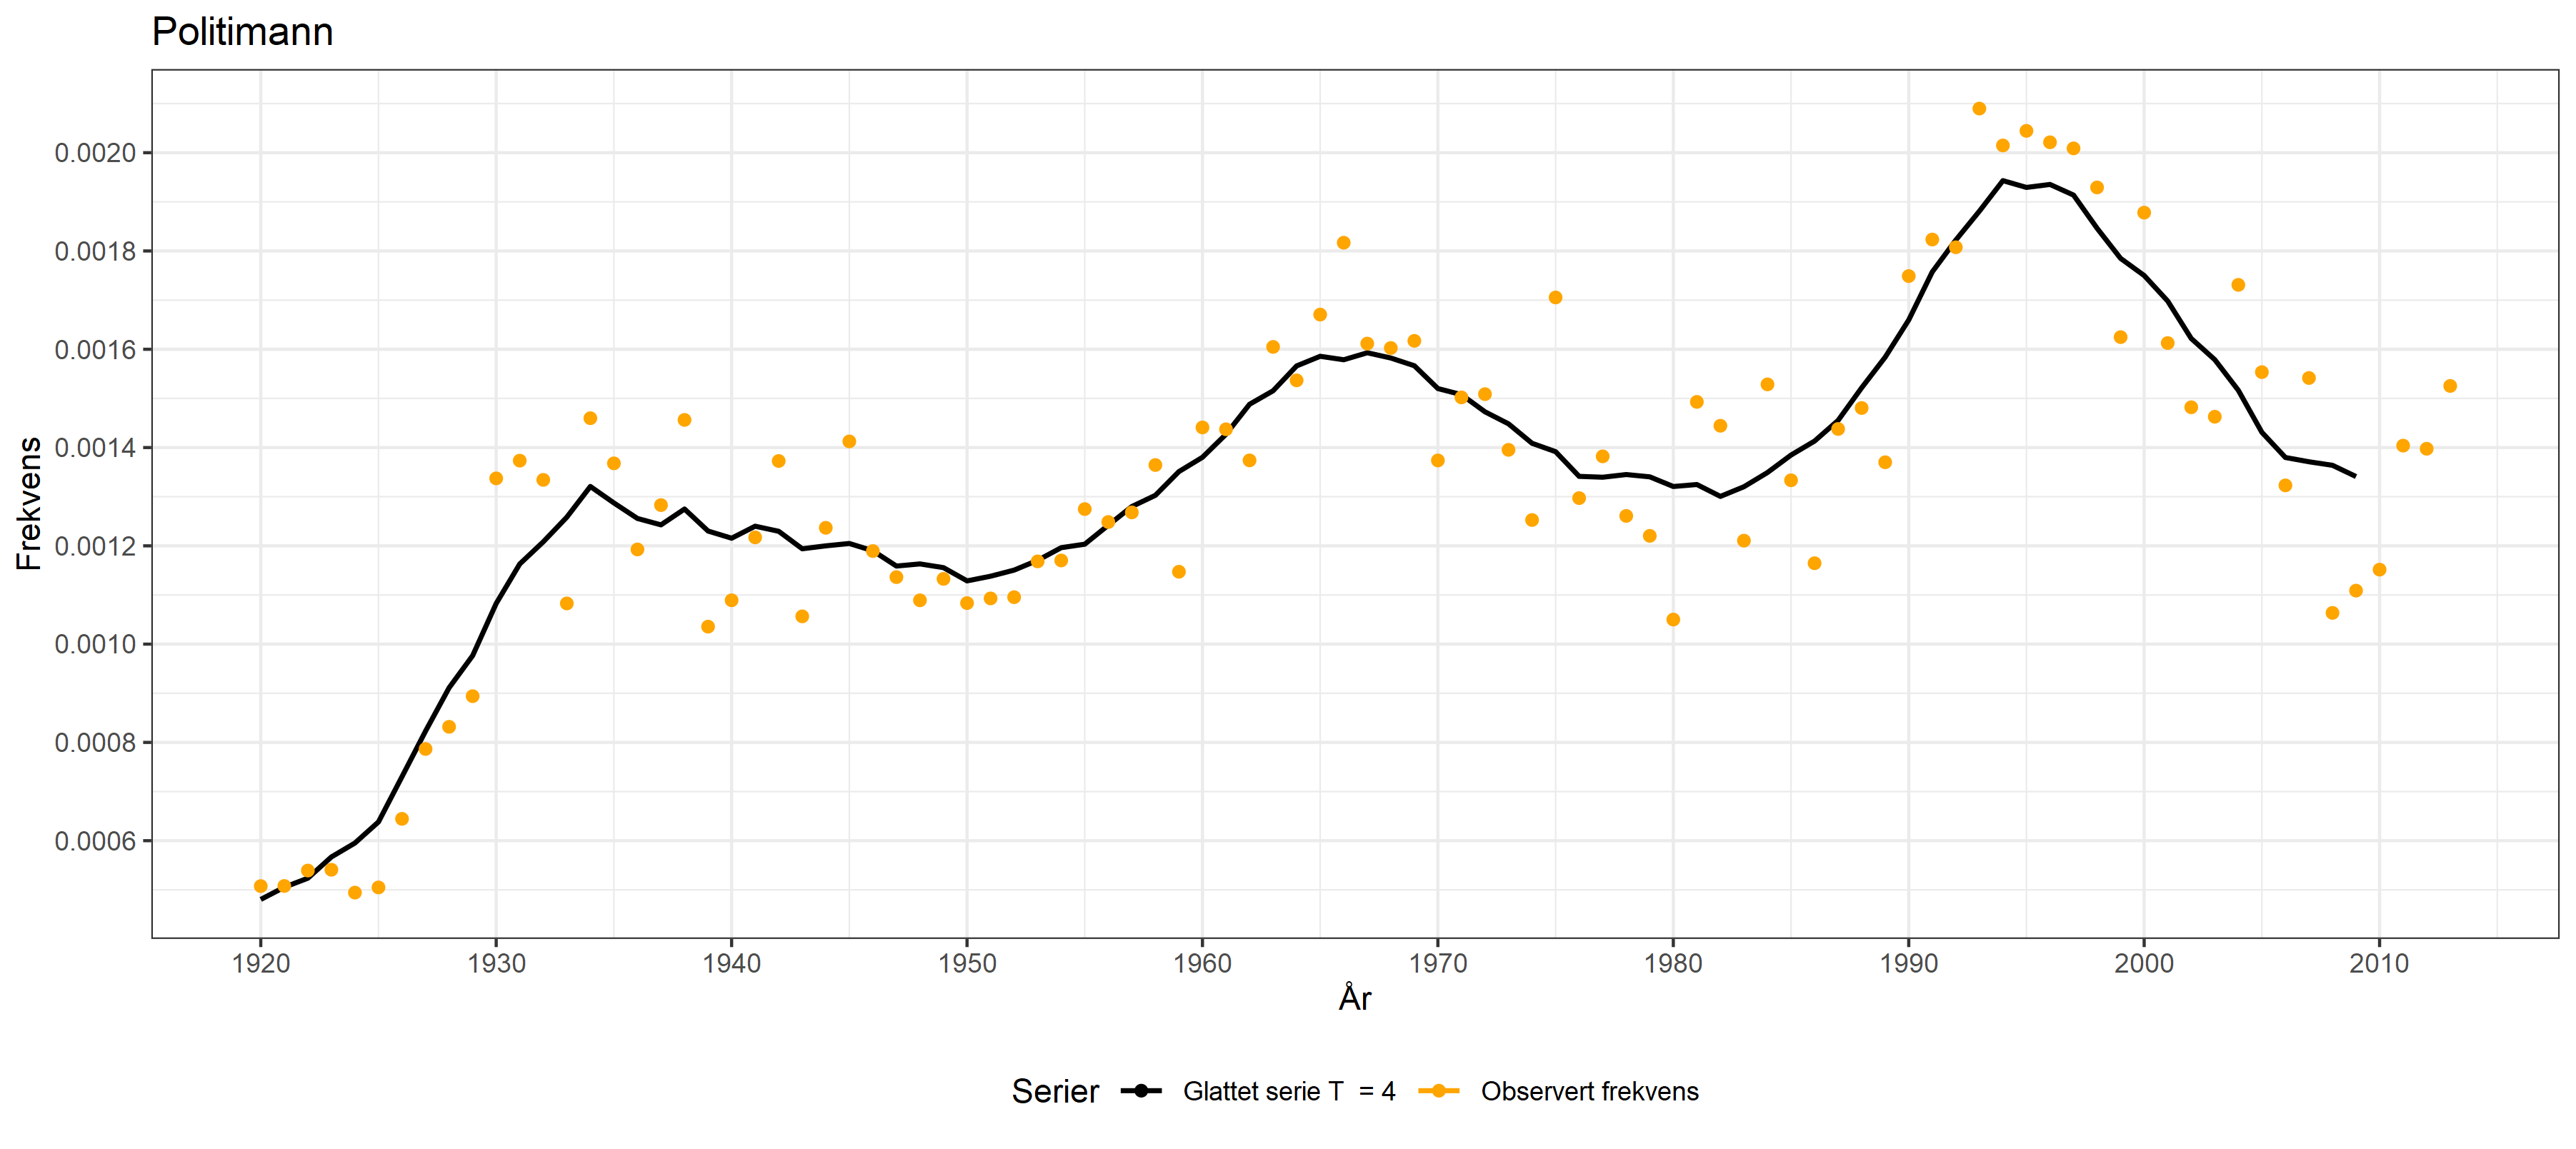 Politimann
Frekvens
0.0020
0.0018
0.0016
0.0014
0.0012
0.0010
0.0008
0.0006
1920 1930 1940 1950 1960 1970 1980 1990 2000 2010
År
Serier Glattet serie T  = 4 Observert frekvens